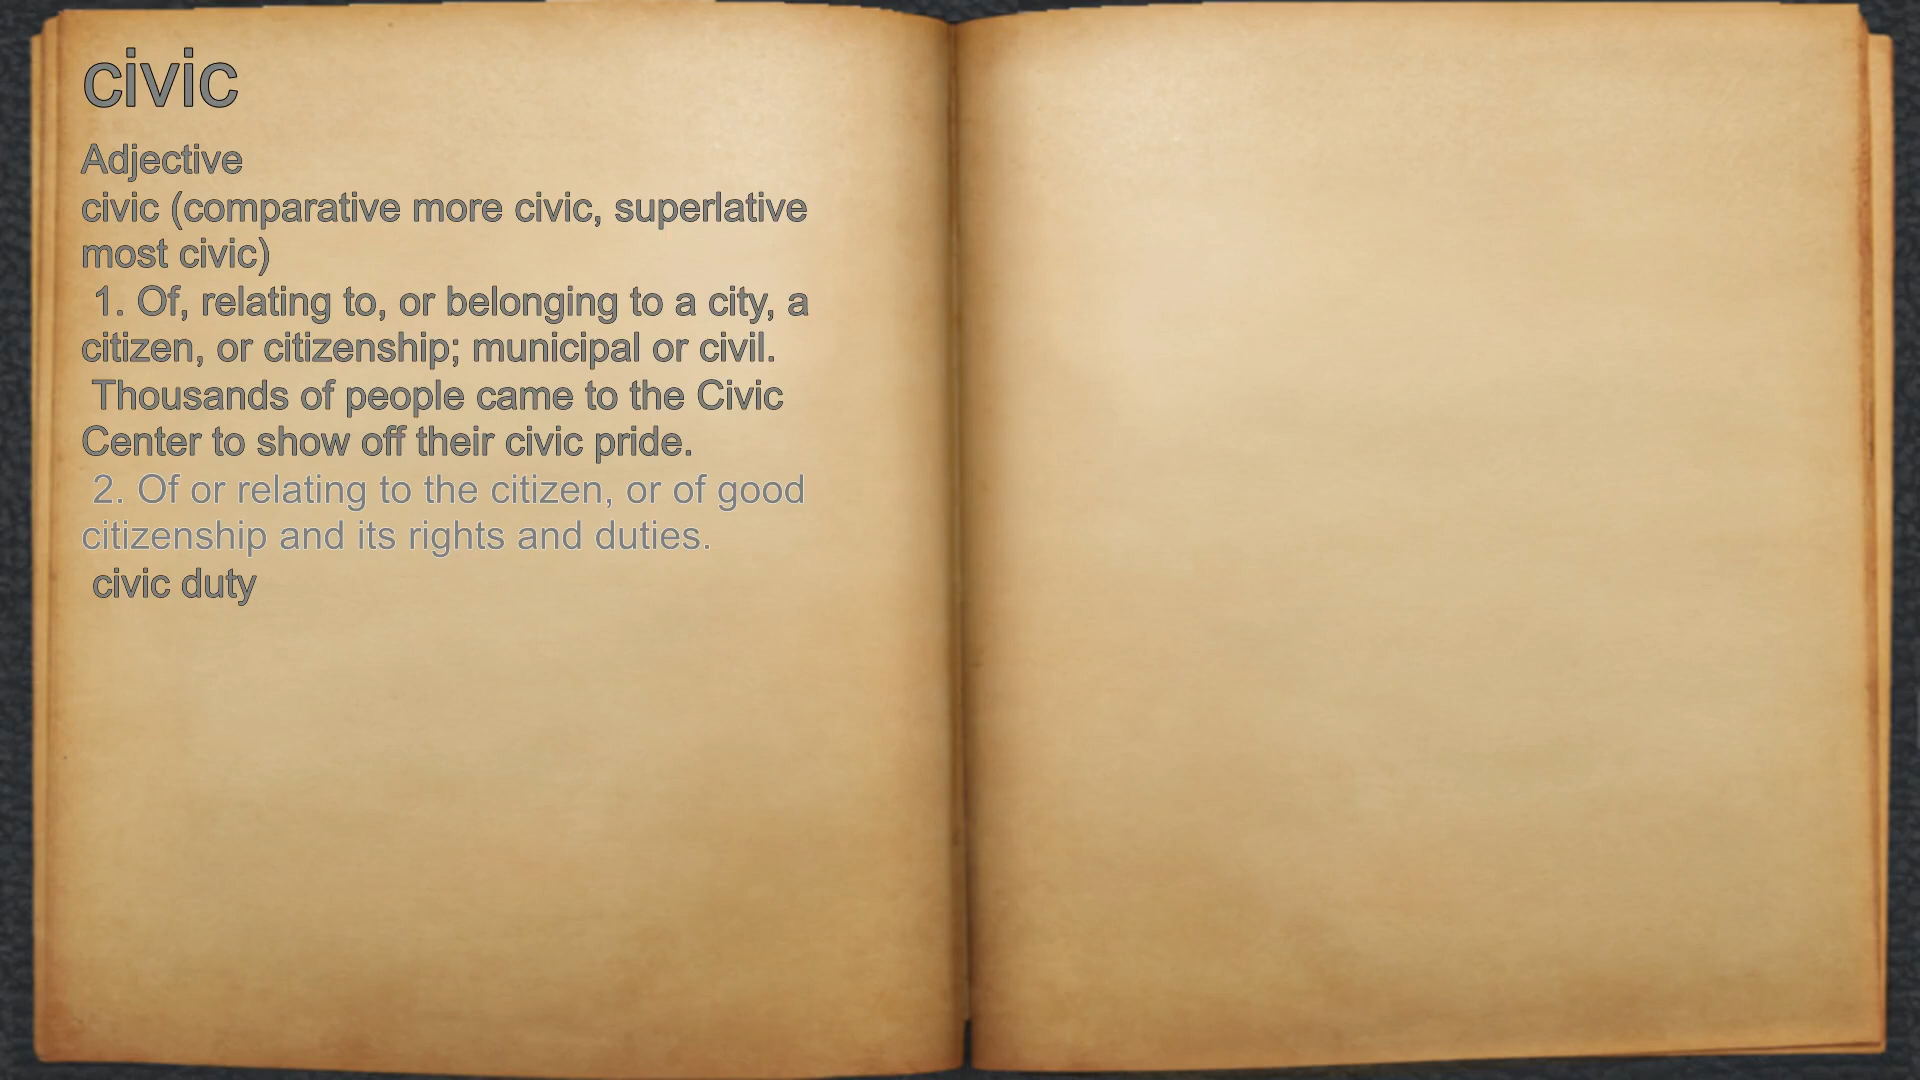 civic
Adjective
civic (comparative more civic, superlative
most civic)
1. Of, relating to, or belonging to a city, a
citizen, or citizenship; municipal or civil.
Thousands of people came to the Civic
Center to show off their civic pride.
2. Of or relating to the citizen, or of good
citizenship and its rights and duties.
civic duty